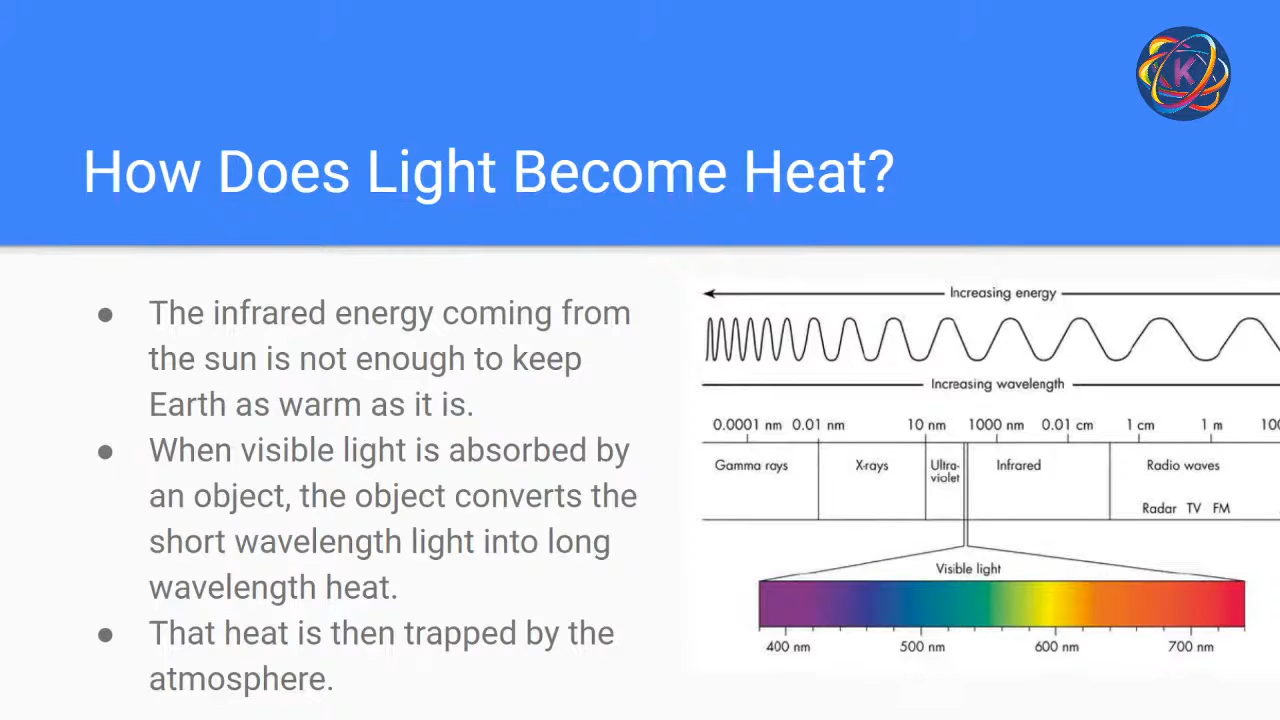 K
How Does Light Become Heat?
● The infrared energy coming from
the sun is not enough to keep
Earth as warm as it is.
● When visible light is absorbed by
an object, the object converts the
short wavelength light into long
wavelength heat.
● That heat is then trapped by the
atmosphere.
Increasing energy
Increasing wavelength
0.0001 nm 0.01 nm 10 nm 1000 nm 0.01 cm 1 cm 1 m 100
Gamma rays X-rays Ultra- Infrared Radio waves
violet
Radar TV FM
Visible light
400 nm 500 nm 600 nm 700 nm